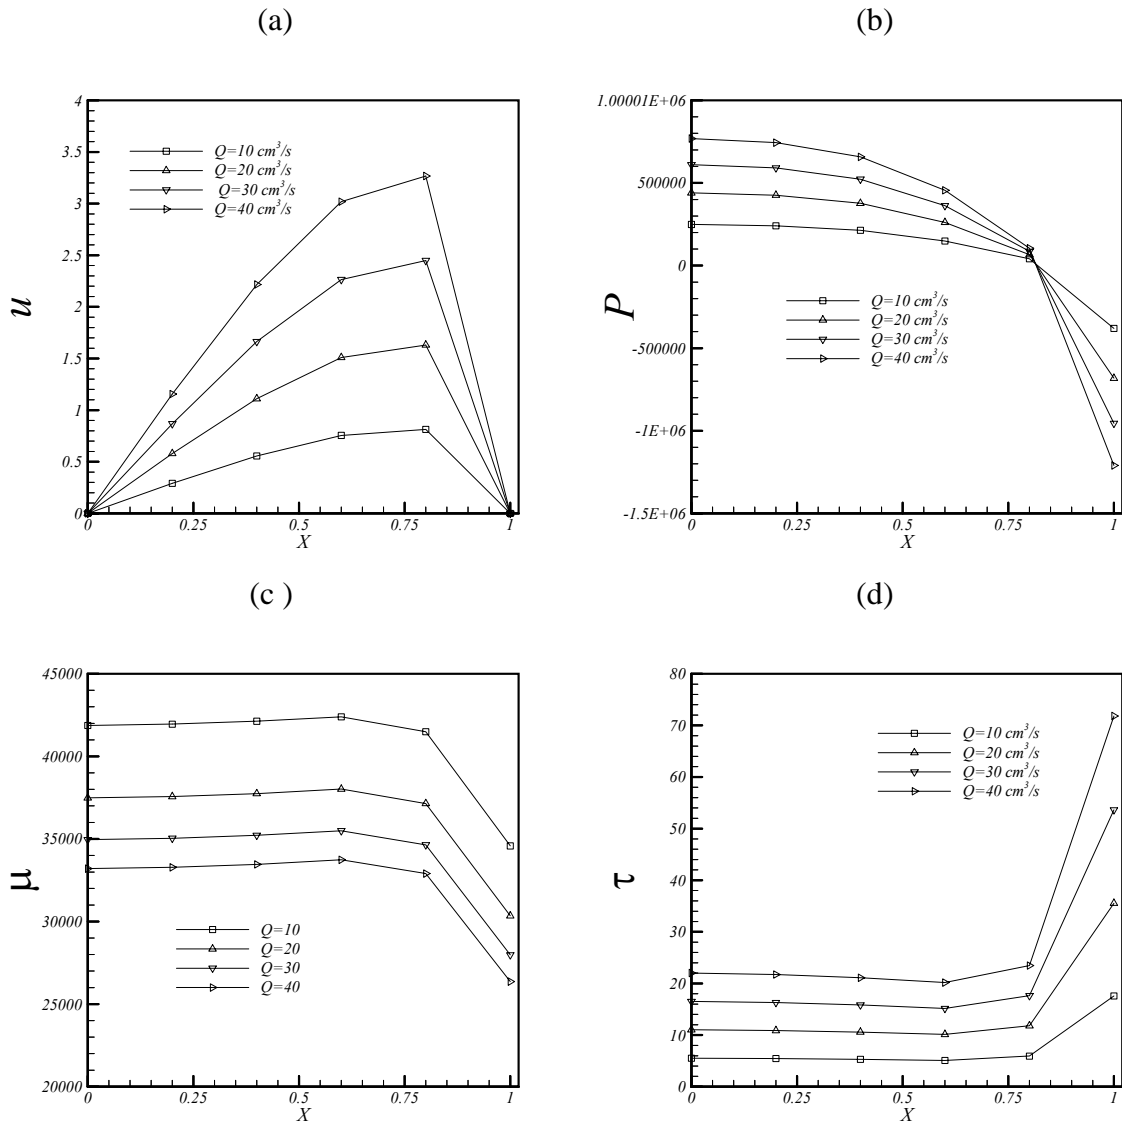 (a)
4
3.5
3
2.5
2
1.5
1
0.5
0
u
Q=10 cm³/s
Q=20 cm³/s
Q=30 cm³/s
Q=40 cm³/s
0 0.25 0.5 0.75 1
X
(b)
1.00001E+06
500000
0
-500000
-1E+06
-1.5E+06
P
Q=10 cm³/s
Q=20 cm³/s
Q=30 cm³/s
Q=40 cm³/s
0 0.25 0.5 0.75 1
X
(c )
45000
40000
35000
30000
25000
20000
μ
Q=10
Q=20
Q=30
Q=40
0 0.25 0.5 0.75 1
X
(d)
80
70
60
50
40
30
20
10
0
τ
Q=10 cm³/s
Q=20 cm³/s
Q=30 cm³/s
Q=40 cm³/s
0 0.25 0.5 0.75 1
X